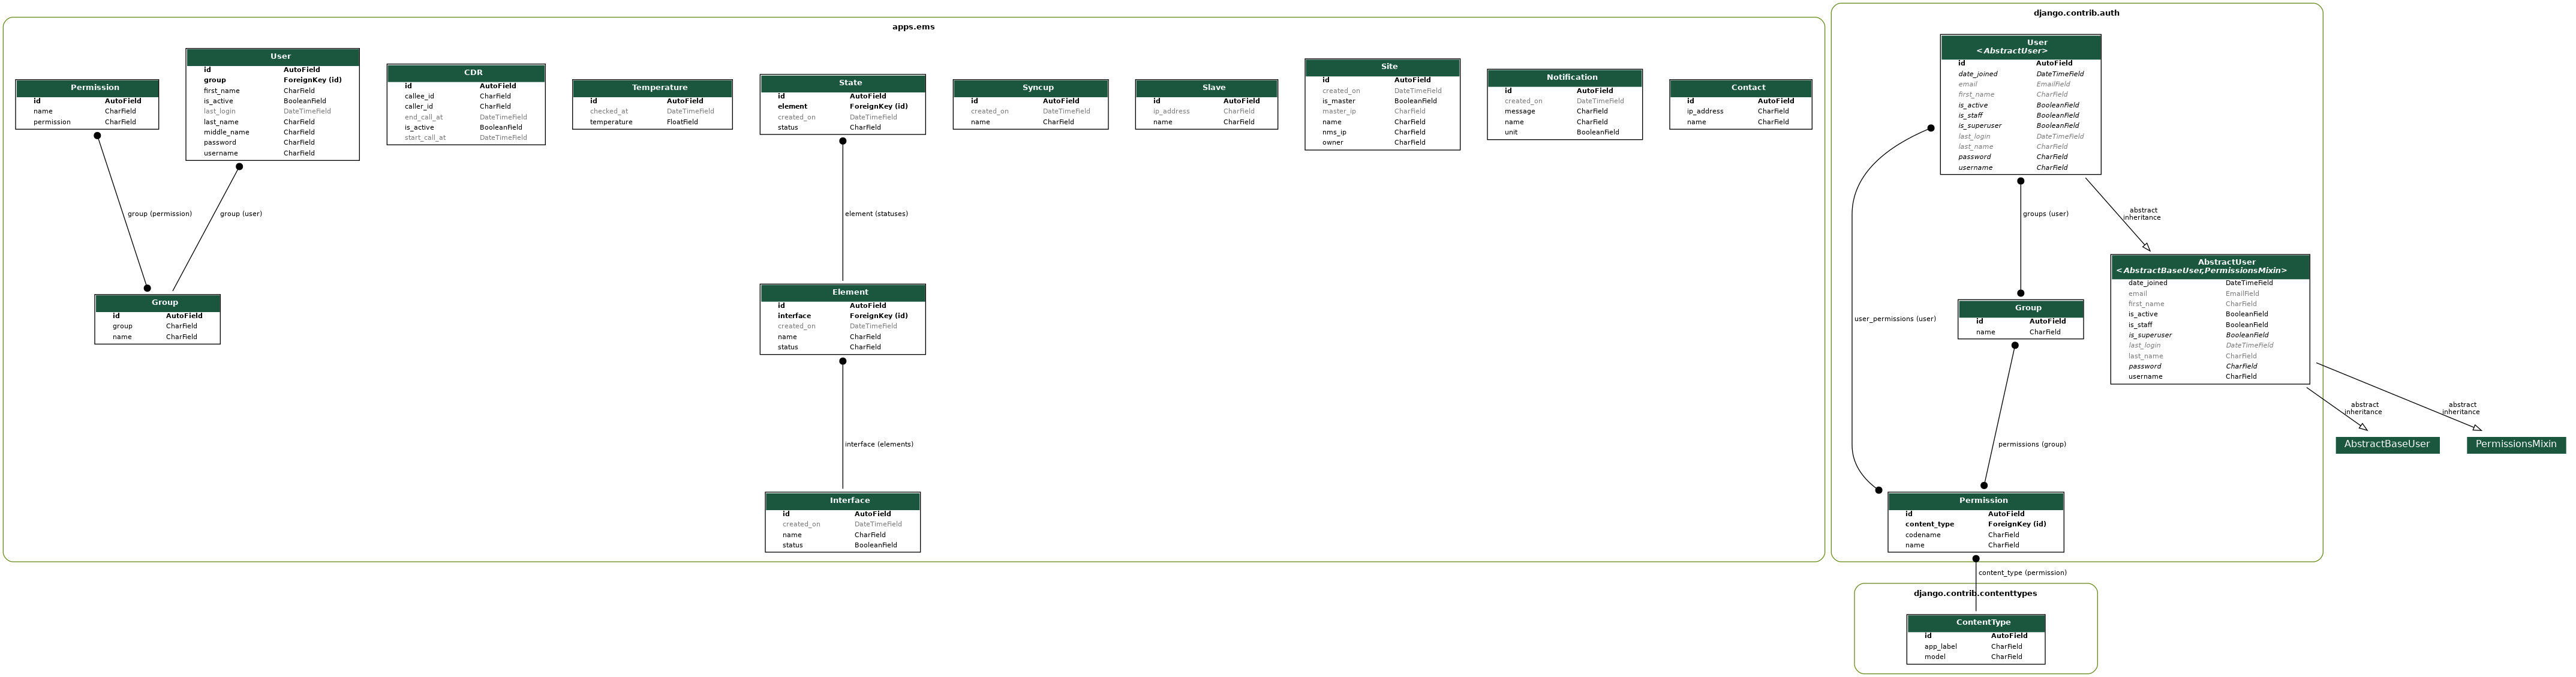 apps.ems
Permission
id AutoField
name CharField
permission CharField
User
id AutoField
group ForeignKey (id)
first_name CharField
is_active BooleanField
last_login DateTimeField
last_name CharField
middle_name CharField
password CharField
username CharField
CDR
id AutoField
callee_id CharField
caller_id CharField
end_call_at DateTimeField
is_active BooleanField
start_call_at DateTimeField
Temperature
id AutoField
checked_at DateTimeField
temperature FloatField
State
id AutoField
element ForeignKey (id)
created_on DateTimeField
status CharField
Syncup
id AutoField
created_on DateTimeField
name CharField
Slave
id AutoField
ip_address CharField
name CharField
Site
id AutoField
created_on DateTimeField
is_master BooleanField
master_ip CharField
name CharField
nms_ip CharField
owner CharField
Notification
id AutoField
created_on DateTimeField
message CharField
name CharField
unit BooleanField
Contact
id AutoField
ip_address CharField
name CharField
group (permission)
group (user)
element (statuses)
Group
id AutoField
group CharField
name CharField
Element
id AutoField
interface ForeignKey (id)
created_on DateTimeField
name CharField
status CharField
interface (elements)
Interface
id AutoField
created_on DateTimeField
name CharField
status BooleanField
django.contrib.auth
User
<AbstractUser>
id AutoField
date_joined DateTimeField
email EmailField
first_name CharField
is_active BooleanField
is_staff BooleanField
is_superuser BooleanField
last_login DateTimeField
last_name CharField
password CharField
username CharField
groups (user)
abstract
inheritance
user_permissions (user)
Group
id AutoField
name CharField
AbstractUser
<AbstractBaseUser,PermissionsMixin>
date_joined DateTimeField
email EmailField
first_name CharField
is_active BooleanField
is_staff BooleanField
is_superuser BooleanField
last_login DateTimeField
last_name CharField
password CharField
username CharField
permissions (group)
abstract
inheritance
abstract
inheritance
AbstractBaseUser
PermissionsMixin
Permission
id AutoField
content_type ForeignKey (id)
codename CharField
name CharField
content_type (permission)
django.contrib.contenttypes
ContentType
id AutoField
app_label CharField
model CharField